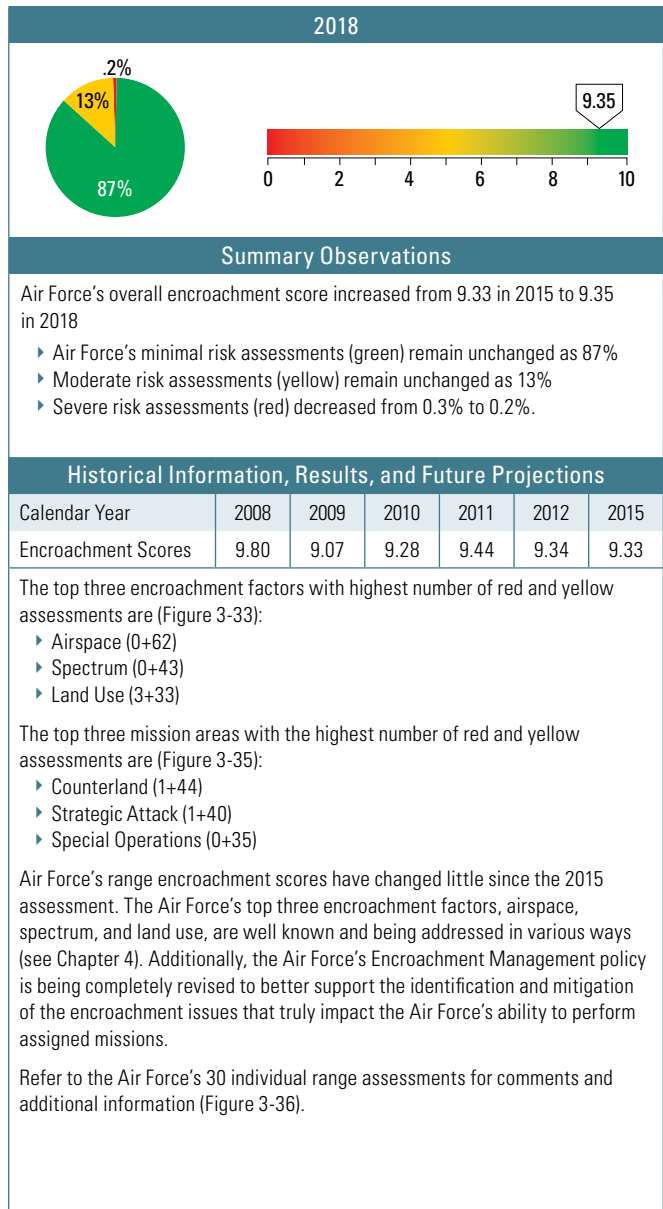 2018
.2%
13%
87%
9.35
0 2 4 6 8 10
Summary Observations
Air Force’s overall encroachment score increased from 9.33 in 2015 to 9.35
in 2018
Air Force’s minimal risk assessments (green) remain unchanged as 87%
Moderate risk assessments (yellow) remain unchanged as 13%
Severe risk assessments (red) decreased from 0.3% to 0.2%.
Historical Information, Results, and Future Projections
Calendar Year 2008 2009 2010 2011 2012 2015
Encroachment Scores 9.80 9.07 9.28 9.44 9.34 9.33
The top three encroachment factors with highest number of red and yellow
assessments are (Figure 3-33):
Airspace (0+62)
Spectrum (0+43)
Land Use (3+33)
The top three mission areas with the highest number of red and yellow
assessments are (Figure 3-35):
Counterland (1+44)
Strategic Attack (1+40)
Special Operations (0+35)
Air Force’s range encroachment scores have changed little since the 2015
assessment. The Air Force’s top three encroachment factors, airspace,
spectrum, and land use, are well known and being addressed in various ways
(see Chapter 4). Additionally, the Air Force’s Encroachment Management policy
is being completely revised to better support the identification and mitigation
of the encroachment issues that truly impact the Air Force’s ability to perform
assigned missions.
Refer to the Air Force’s 30 individual range assessments for comments and
additional information (Figure 3-36).